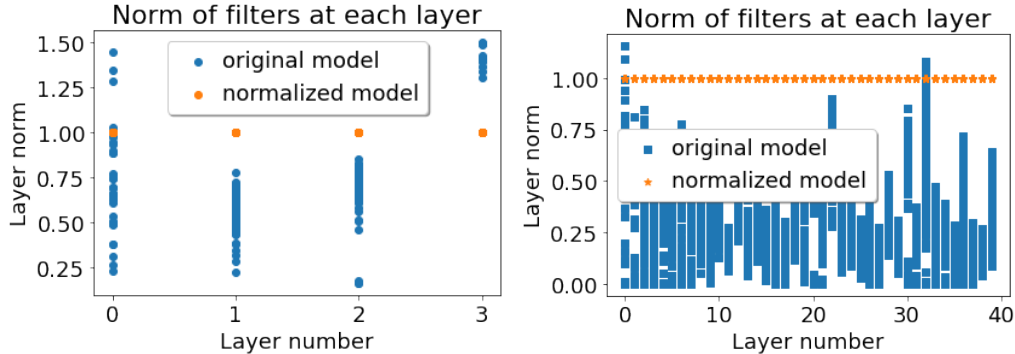 Norm of filters at each layer
1.50
1.25
1.00
0.75
0.50
0.25
Layer norm
original model
normalized model
0 1 2 3
Layer number
Norm of filters at each layer
1.00
0.75
0.50
0.25
0.00
Layer norm
original model
normalized model
0 10 20 30 40
Layer number